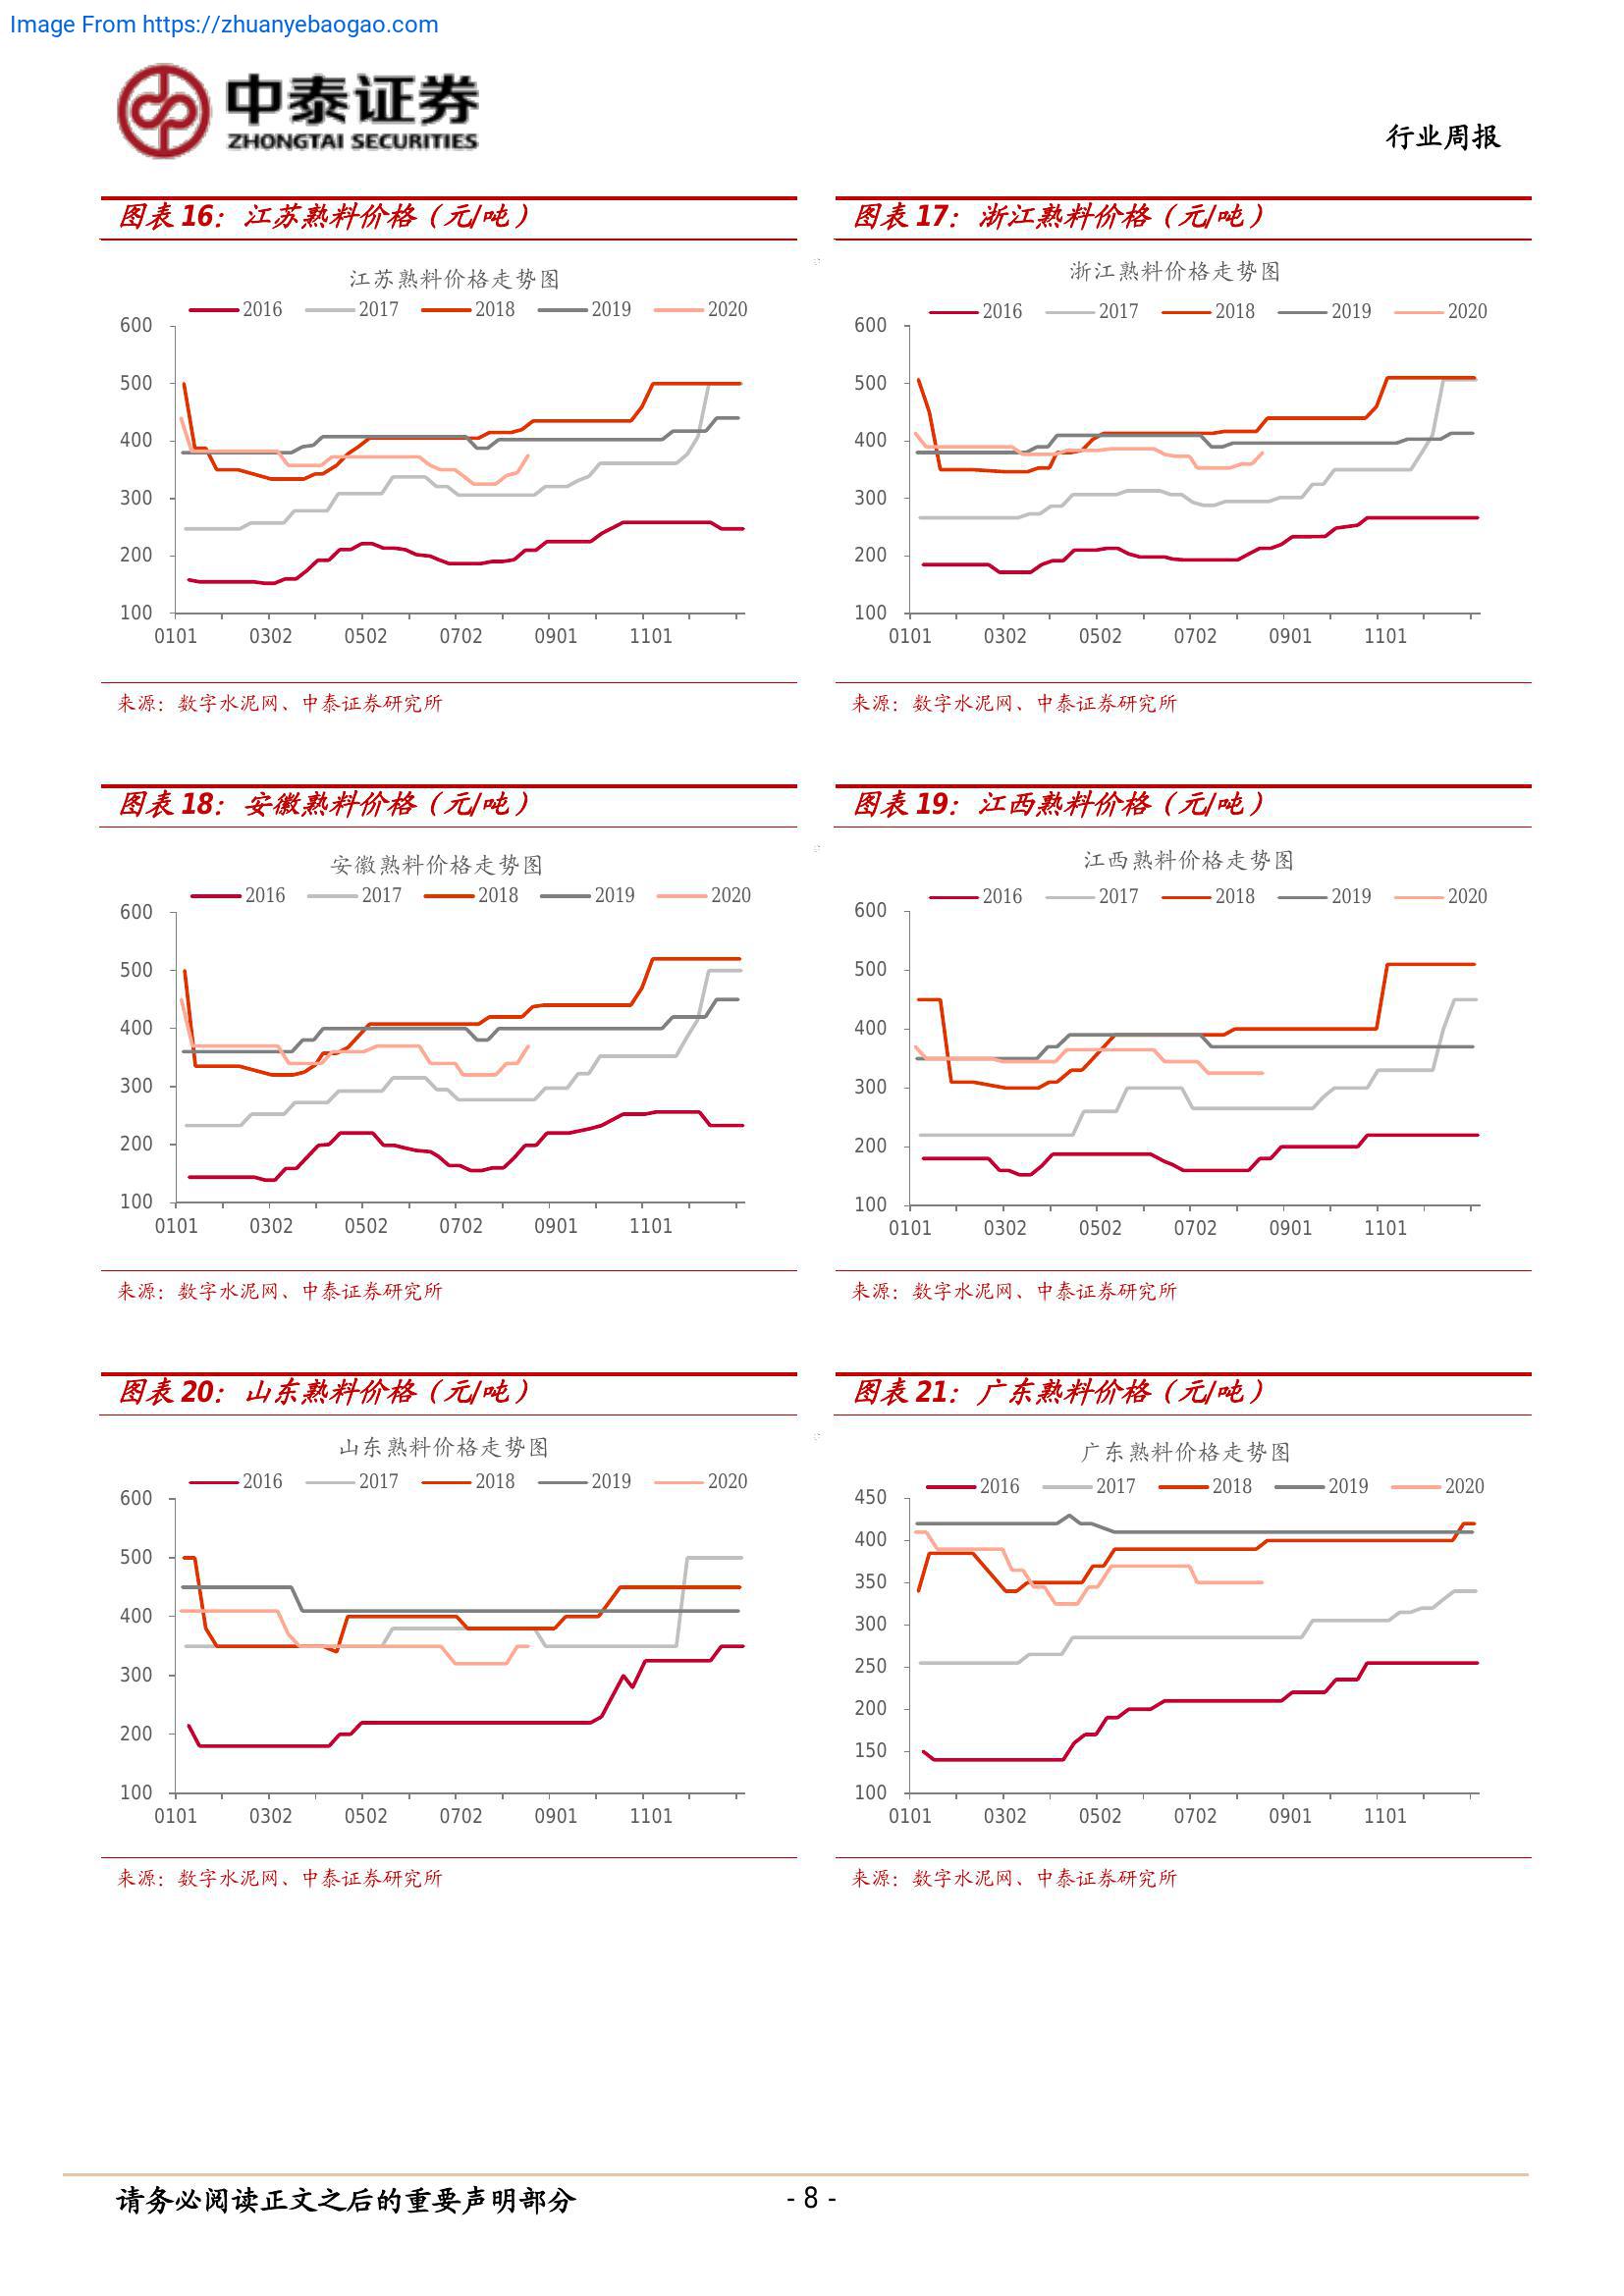 Image From https://zhuanyebaogao.com
中泰证券
ZHONGTAI SECURITIES
行业周报
图表 16：江苏熟料价格（元/吨）
江苏熟料价格走势图
2016 2017 2018 2019 2020
600
500
400
300
200
100
0101 0302 0502 0702 0901 1101
来源：数字水泥网、中泰证券研究所
图表 17：浙江熟料价格（元/吨）
浙江熟料价格走势图
2016 2017 2018 2019 2020
600
500
400
300
200
100
0101 0302 0502 0702 0901 1101
来源：数字水泥网、中泰证券研究所
图表 18：安徽熟料价格（元/吨）
安徽熟料价格走势图
2016 2017 2018 2019 2020
600
500
400
300
200
100
0101 0302 0502 0702 0901 1101
来源：数字水泥网、中泰证券研究所
图表 19：江西熟料价格（元/吨）
江西熟料价格走势图
2016 2017 2018 2019 2020
600
500
400
300
200
100
0101 0302 0502 0702 0901 1101
来源：数字水泥网、中泰证券研究所
图表 20：山东熟料价格（元/吨）
山东熟料价格走势图
2016 2017 2018 2019 2020
600
500
400
300
200
100
0101 0302 0502 0702 0901 1101
来源：数字水泥网、中泰证券研究所
图表 21：广东熟料价格（元/吨）
广东熟料价格走势图
2016 2017 2018 2019 2020
450
400
350
300
250
200
150
100
0101 0302 0502 0702 0901 1101
来源：数字水泥网、中泰证券研究所
请务必阅读正文之后的重要声明部分
- 8 -